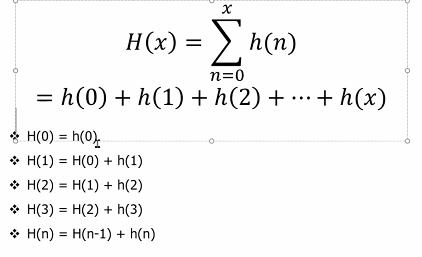 H(x) = ∑_{n=0}^{x} h(n)
= h(0) + h(1) + h(2) + ⋯ + h(x)
❖ H(0) = h(0)
❖ H(1) = H(0) + h(1)
❖ H(2) = H(1) + h(2)
❖ H(3) = H(2) + h(3)
❖ H(n) = H(n-1) + h(n)